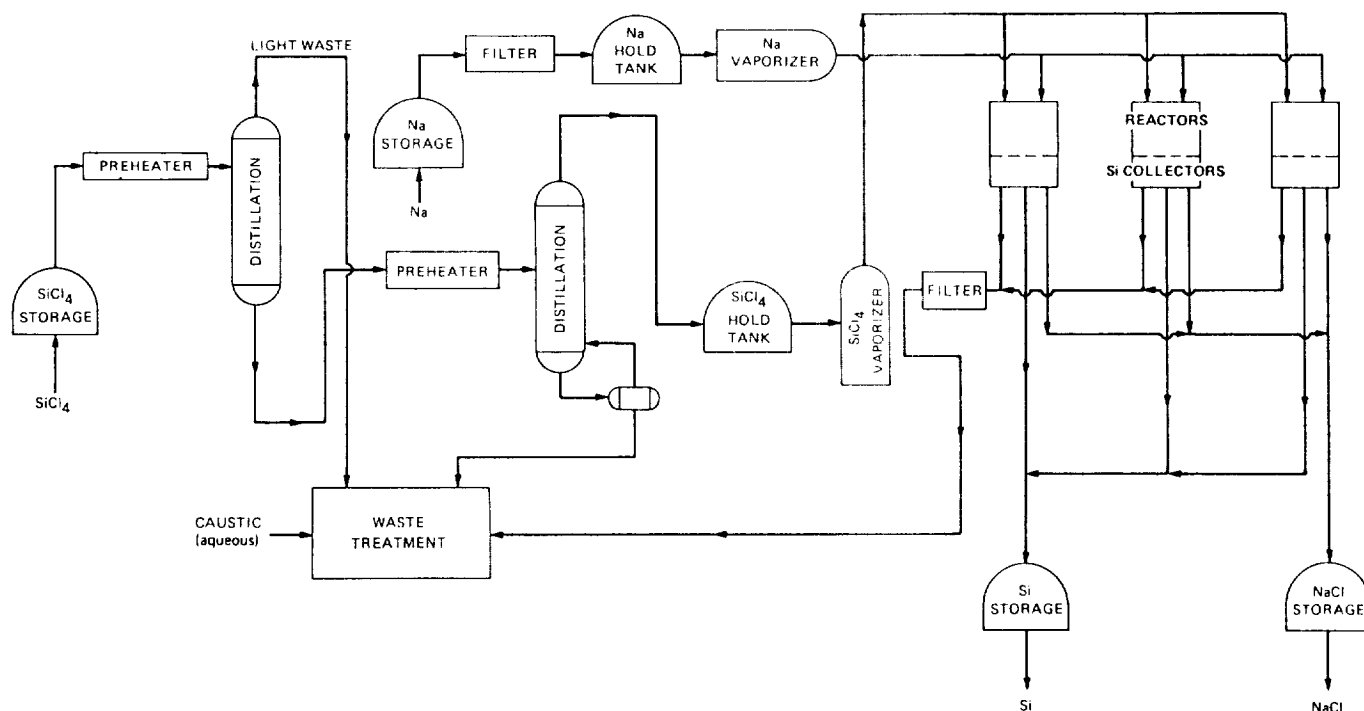 LIGHT WASTE
FILTER
Na
HOLD
TANK
Na
VAPORIZER
Na
STORAGE
Na
PREHEATER
DISTILLATION
SiCl4
STORAGE
SiCl4
PREHEATER
DISTILLATION
SiCl4
HOLD
TANK
SiCl4
VAPORIZER
REACTORS
Si COLLECTORS
FILTER
CAUSTIC
(aqueous)
WASTE
TREATMENT
Si
STORAGE
NaCl
STORAGE
Si
NaCl